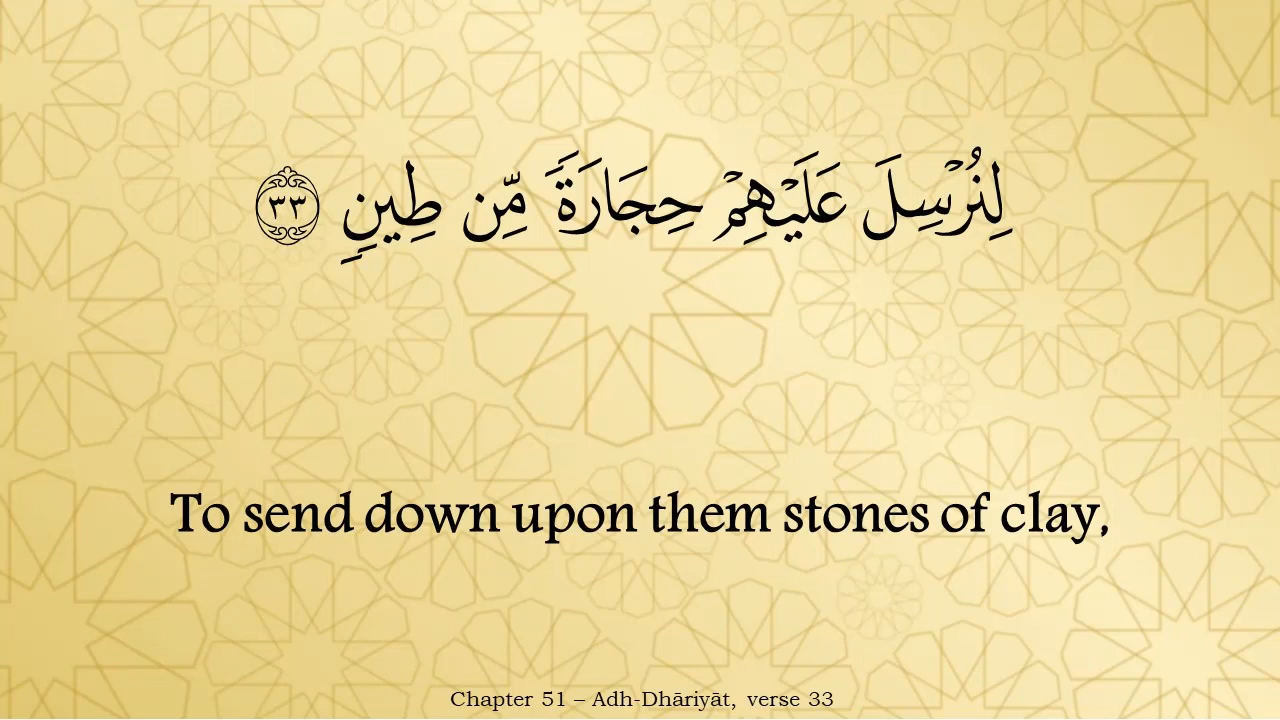 لِنُرْسِلَ عَلَيْهِمْ حِجَارَةً مِّن طِينٍ ٣٣
To send down upon them stones of clay,
Chapter 51 – Adh-Dhāriyāt, verse 33